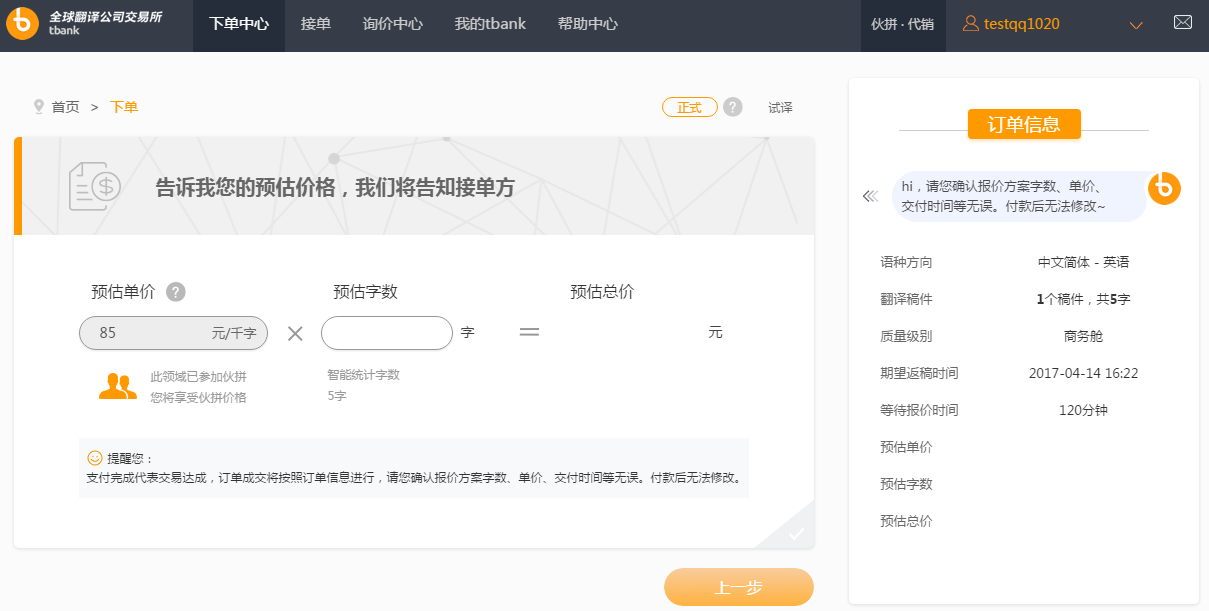 全球翻译公司交易所
tbank
下单中心
接单
询价中心
我的tbank
帮助中心
伙拼 · 代销
testqq1020
首页 > 下单
正式
?
试译
告诉我您的预估价格，我们将告知接单方
预估单价 ?
预估字数
预估总价
85 元/千字
字
元
此领域已参加伙拼
您将享受伙拼价格
智能统计字数
5字
提醒您：
支付完成代表交易达成，订单成交将按照订单信息进行，请您确认报价方案字数、单价、交付时间等无误。付款后无法修改。
上一步
订单信息
hi，请您确认报价方案字数、单价、
交付时间等无误。付款后无法修改~
语种方向 中文简体 - 英语
翻译稿件 1个稿件，共5字
质量级别 商务舱
期望返稿时间 2017-04-14 16:22
等待报价时间 120分钟
预估单价
预估字数
预估总价